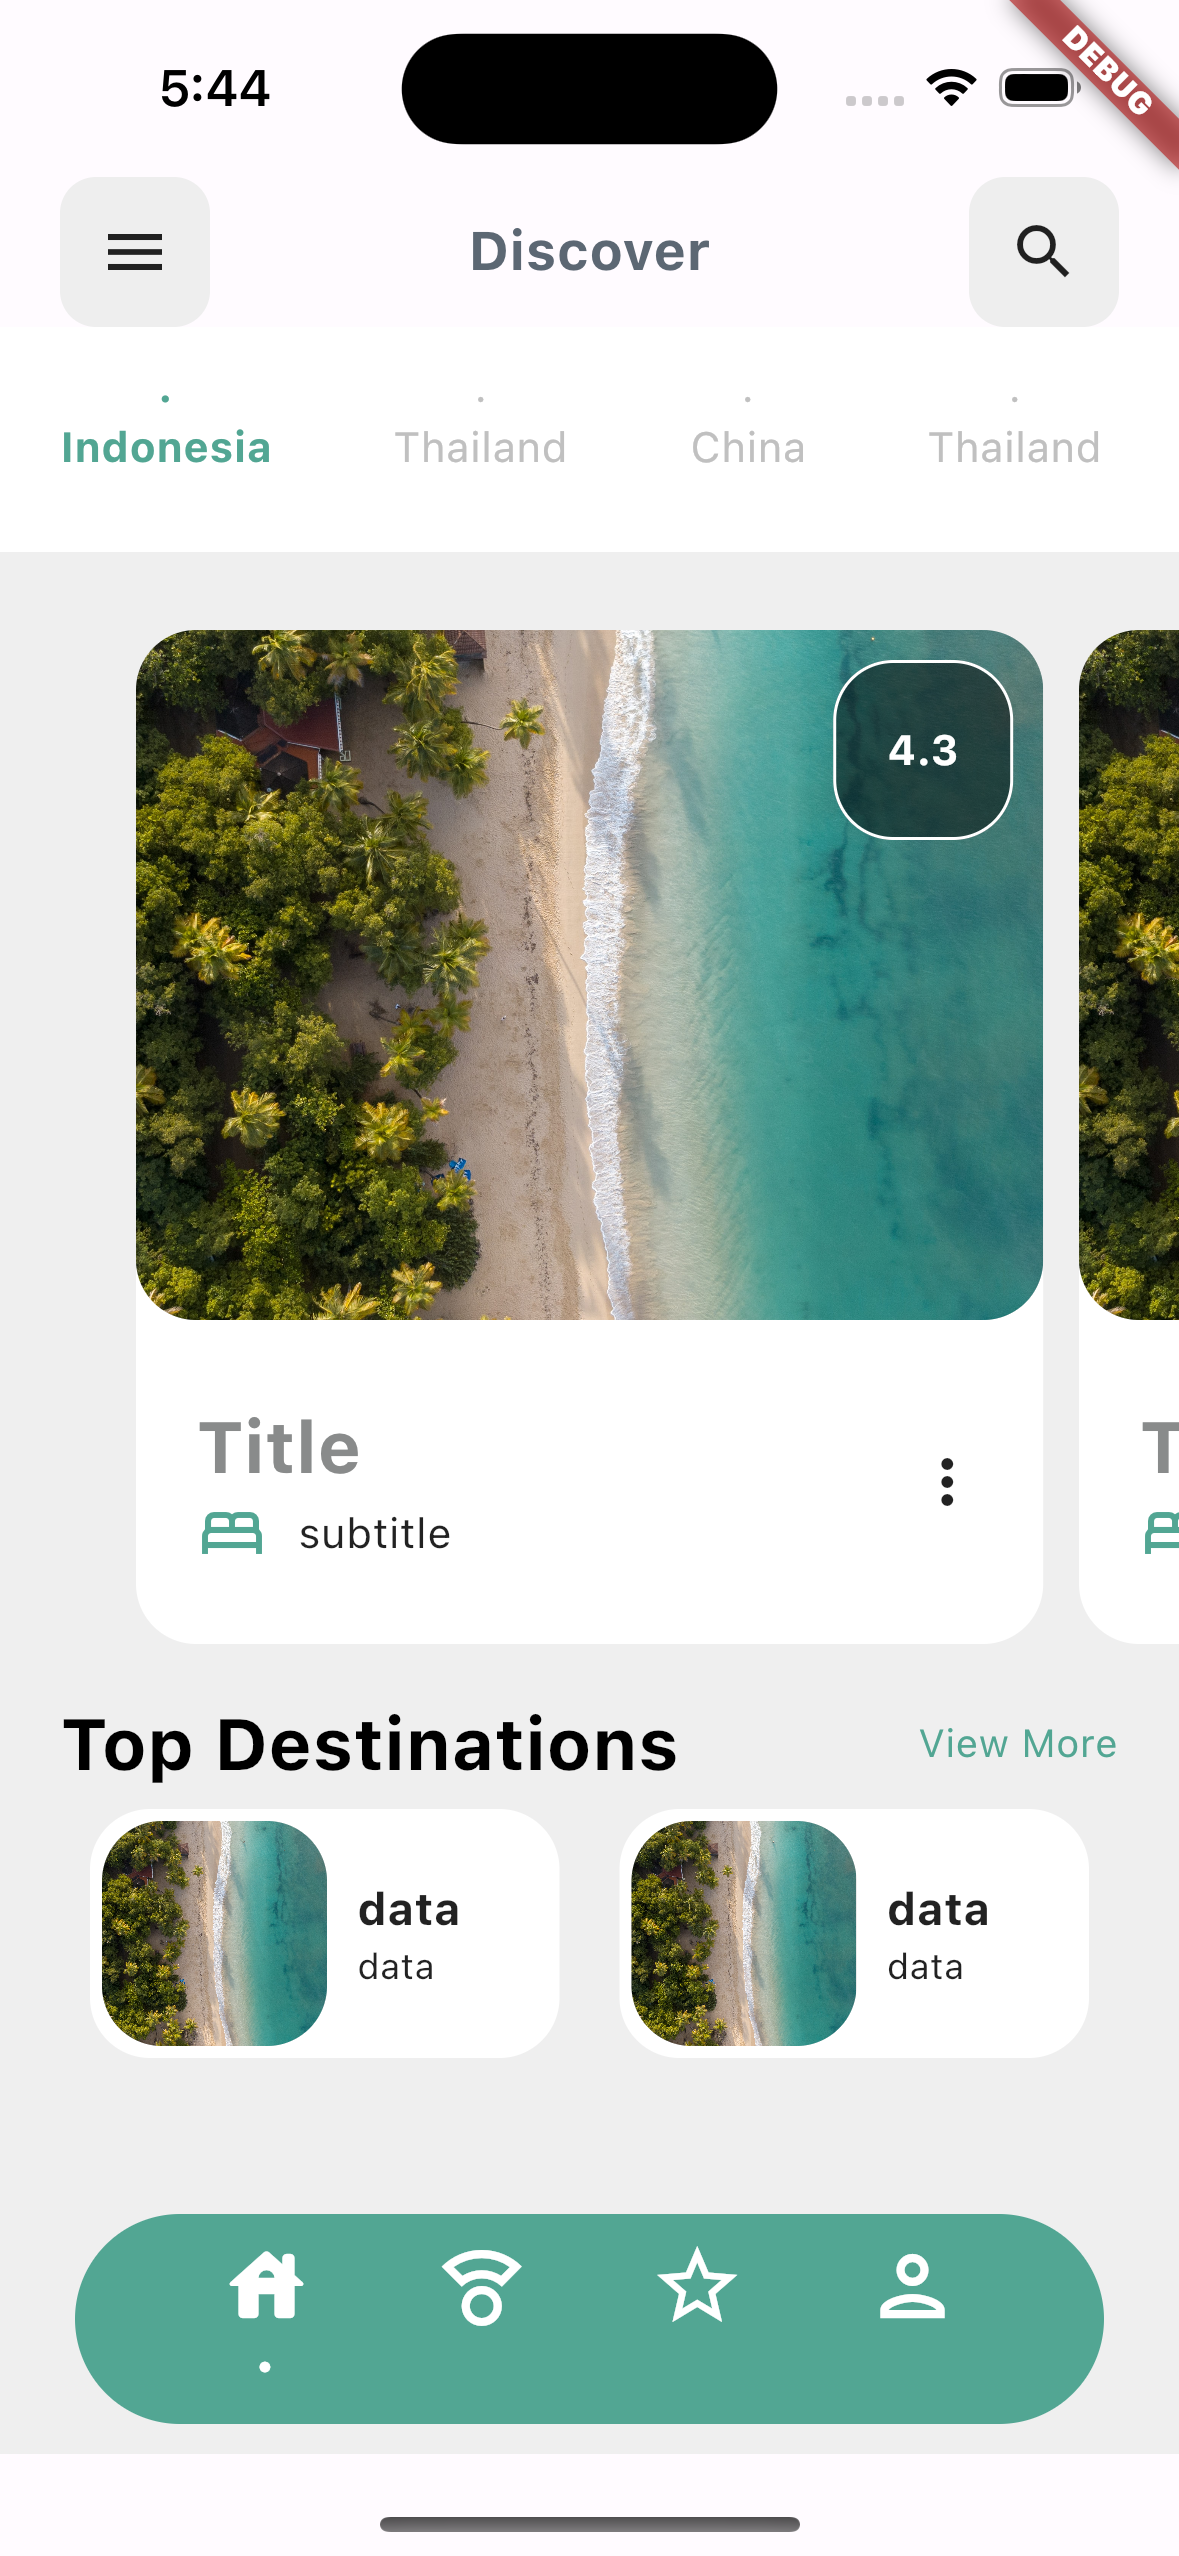 5:44
DEBUG
Discover
Indonesia Thailand China Thailand
4.3
Title
T
subtitle
Top Destinations View More
data data
data data